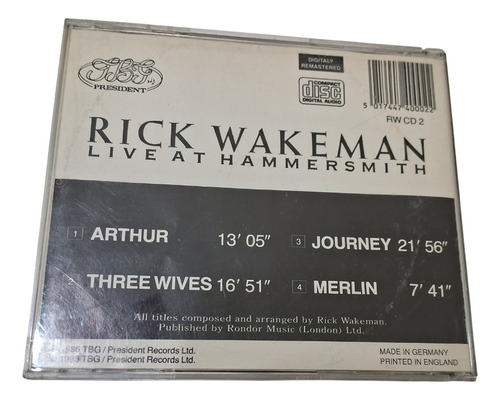 TBG
PRESIDENT
DIGITALY
REMASTERED
COMPACT
disc
DIGITAL AUDIO
5 017447 400022
RW CD 2
RICK WAKEMAN
LIVE AT HAMMERSMITH
1 ARTHUR 13' 05"
3 JOURNEY 21' 56"
THREE WIVES 16' 51"
4 MERLIN 7' 41"
All titles composed and arranged by Rick Wakeman.
Published by Rondor Music (London) Ltd.
TBG / President Records Ltd.
TBG / President Records Ltd.
MADE IN GERMANY
PRINTED IN ENGLAND